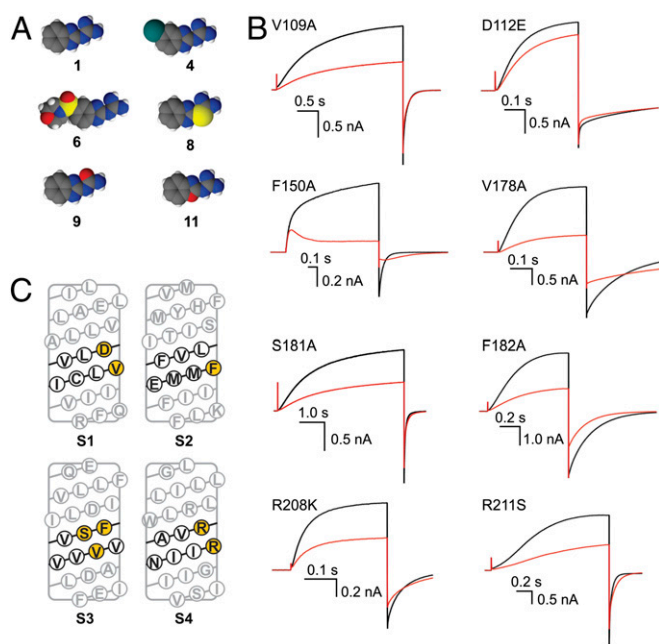 A
1
4
6
8
9
11
B
V109A
0.5 s
0.5 nA
D112E
0.1 s
0.5 nA
F150A
0.1 s
0.2 nA
V178A
0.1 s
0.5 nA
S181A
1.0 s
0.5 nA
F182A
0.2 s
1.0 nA
R208K
0.1 s
0.2 nA
R211S
0.2 s
0.5 nA
C
I L
L A E L
A L L V
V L D
I C L V
V I I
R F Q
S1
V M
M Y H F
I T I S
F V L
E M M F
F I I
F L K
S2
Q E
V L L F
I L D I
V S F
V V V V
L D A
F E I
S3
G L
L I L L
W L R L
A V R
N I I R
I I G
V S I
S4